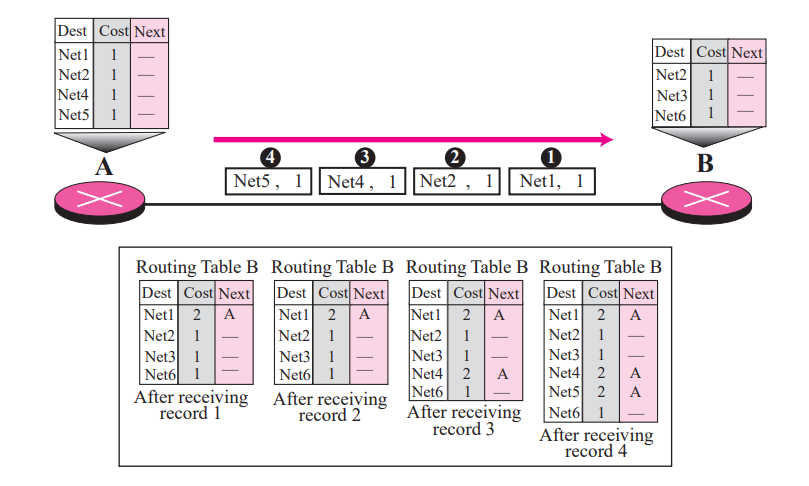 Dest Cost Next
Net1 1 —
Net2 1 —
Net4 1 —
Net5 1 —
A
Dest Cost Next
Net2 1 —
Net3 1 —
Net6 1 —
B
4 3 2 1
Net5 , 1 Net4 , 1 Net2 , 1 Net1, 1
Routing Table B
Dest Cost Next
Net1 2 A
Net2 1 —
Net3 1 —
Net6 1 —
After receiving
record 1
Routing Table B
Dest Cost Next
Net1 2 A
Net2 1 —
Net3 1 —
Net6 1 —
After receiving
record 2
Routing Table B
Dest Cost Next
Net1 2 A
Net2 1 —
Net3 1 —
Net4 2 A
Net6 1 —
After receiving
record 3
Routing Table B
Dest Cost Next
Net1 2 A
Net2 1 —
Net3 1 —
Net4 2 A
Net5 2 A
Net6 1 —
After receiving
record 4